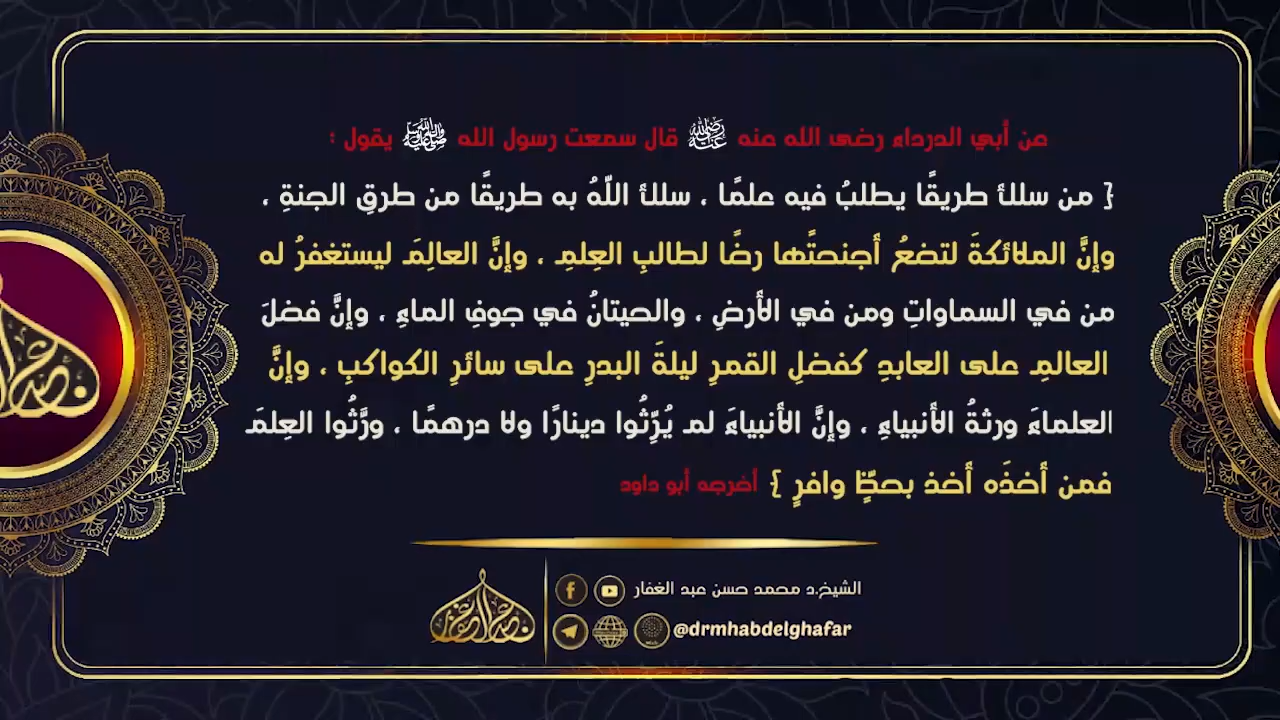 عن أبي الدرداء رضى الله عنه رضي الله عنه قال سمعت رسول الله ﷺ يقول :
{ من سلك طريقًا يطلبُ فيه علمًا ، سلك اللّهُ به طريقًا من طرقِ الجنةِ ،
وإنَّ الملائكةَ لتضعُ أجنحتَها رضًا لطالبِ العِلمِ ، وإنَّ العالِمَ ليستغفرُ له
من في السماواتِ ومن في الأرضِ ، والحيتانُ في جوفِ الماءِ ، وإنَّ فضلَ
العالمِ على العابدِ كفضلِ القمرِ ليلةَ البدرِ على سائرِ الكواكبِ ، وإنَّ
العلماءَ ورثةُ الأنبياءِ ، وإنَّ الأنبياءَ لم يُرِّثُوا دينارًا ولا درهمًا ، ورَّثُوا العِلمَ
فمن أخذَه أخذ بحظٍّ وافرٍ } أخرجه أبو داود
الشيخ.د محمد حسن عبد الغفار
@drmhabdelghafar